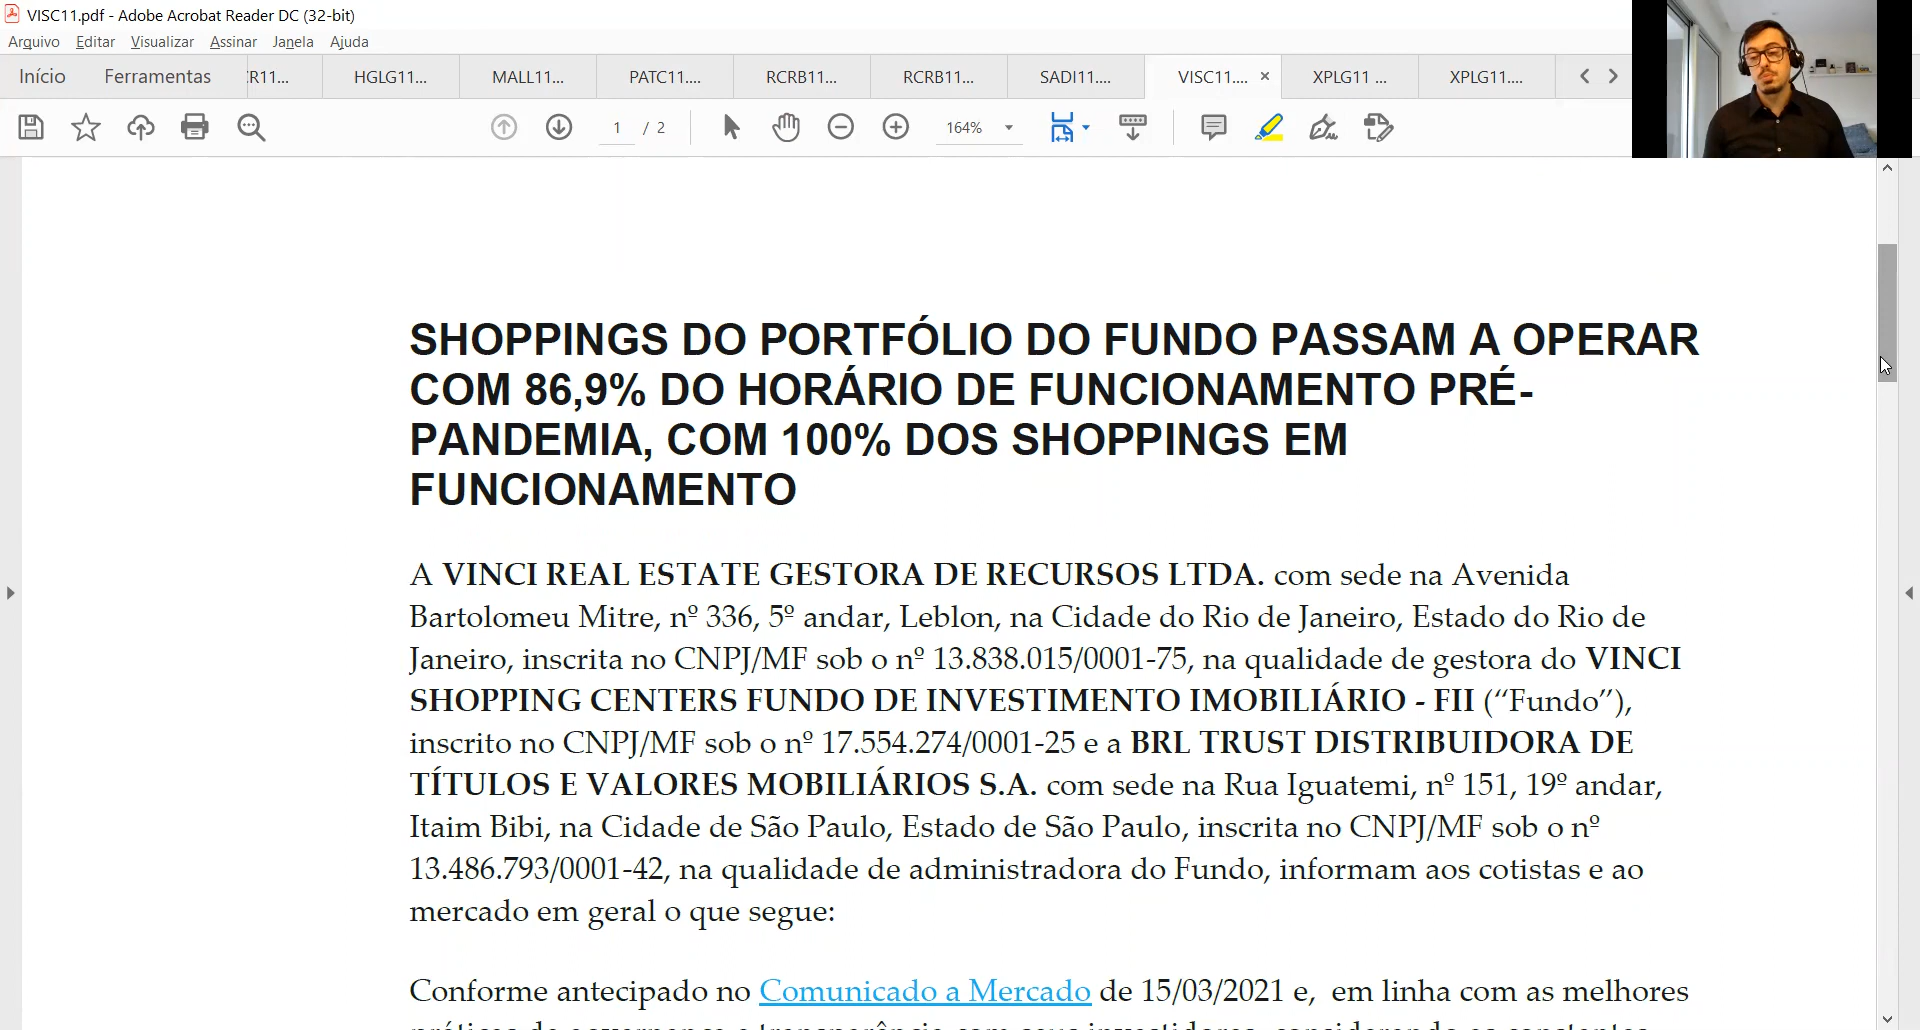 VISC11.pdf - Adobe Acrobat Reader DC (32-bit)
Arquivo Editar Visualizar Assinar Janela Ajuda
Início Ferramentas R11... HGLG11... MALL11... PATC11.... RCRB11... RCRB11... SADI11.... VISC11.... × XPLG11 ... XPLG11....
1 / 2 164%
SHOPPINGS DO PORTFÓLIO DO FUNDO PASSAM A OPERAR
COM 86,9% DO HORÁRIO DE FUNCIONAMENTO PRÉ-
PANDEMIA, COM 100% DOS SHOPPINGS EM
FUNCIONAMENTO
A VINCI REAL ESTATE GESTORA DE RECURSOS LTDA. com sede na Avenida
Bartolomeu Mitre, nº 336, 5º andar, Leblon, na Cidade do Rio de Janeiro, Estado do Rio de
Janeiro, inscrita no CNPJ/MF sob o nº 13.838.015/0001-75, na qualidade de gestora do VINCI
SHOPPING CENTERS FUNDO DE INVESTIMENTO IMOBILIÁRIO - FII (“Fundo”),
inscrito no CNPJ/MF sob o nº 17.554.274/0001-25 e a BRL TRUST DISTRIBUIDORA DE
TÍTULOS E VALORES MOBILIÁRIOS S.A. com sede na Rua Iguatemi, nº 151, 19º andar,
Itaim Bibi, na Cidade de São Paulo, Estado de São Paulo, inscrita no CNPJ/MF sob o nº
13.486.793/0001-42, na qualidade de administradora do Fundo, informam aos cotistas e ao
mercado em geral o que segue:
Conforme antecipado no Comunicado a Mercado de 15/03/2021 e, em linha com as melhores